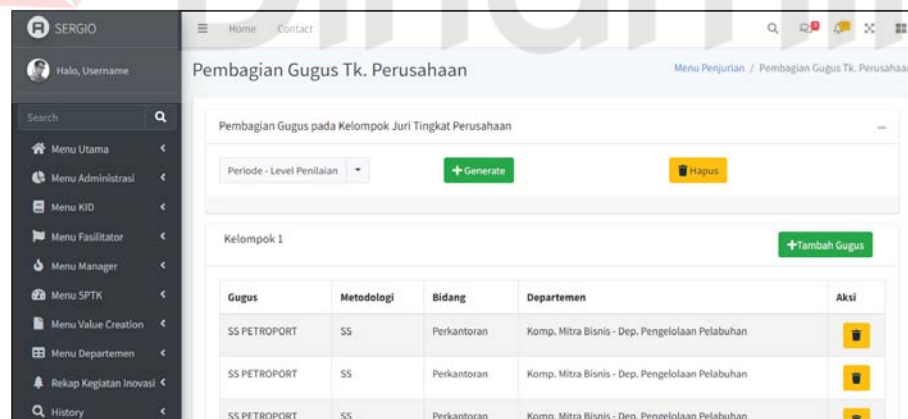 SERGIO
Home Contact
Halo, Username
Pembagian Gugus Tk. Perusahaan
Menu Penjurian / Pembagian Gugus Tk. Perusahaan
Search
Menu Utama
Menu Administrasi
Menu KID
Menu Fasilitator
Menu Manager
Menu SPTK
Menu Value Creation
Menu Departemen
Rekap Kegiatan Inovasi
History
Pembagian Gugus pada Kelompok Juri Tingkat Perusahaan
Periode - Level Penilaian
+ Generate
Hapus
Kelompok 1
+Tambah Gugus
Gugus Metodologi Bidang Departemen Aksi
SS PETROPORT SS Perkantoran Komp. Mitra Bisnis - Dep. Pengelolaan Pelabuhan
SS PETROPORT SS Perkantoran Komp. Mitra Bisnis - Dep. Pengelolaan Pelabuhan
SS PETROPORT SS Perkantoran Komp. Mitra Bisnis - Dep. Pengelolaan Pelabuhan